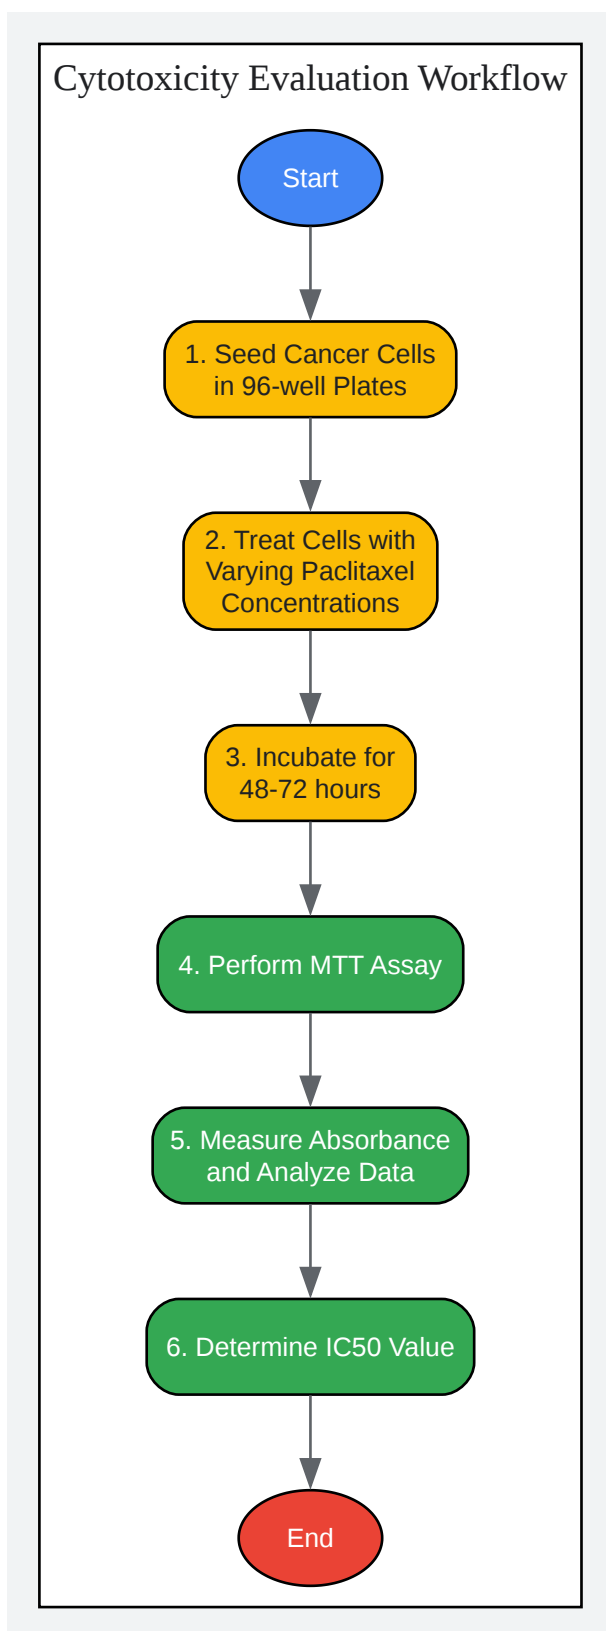 Cytotoxicity Evaluation Workflow
Start
1. Seed Cancer Cells
in 96-well Plates
2. Treat Cells with
Varying Paclitaxel
Concentrations
3. Incubate for
48-72 hours
4. Perform MTT Assay
5. Measure Absorbance
and Analyze Data
6. Determine IC50 Value
End